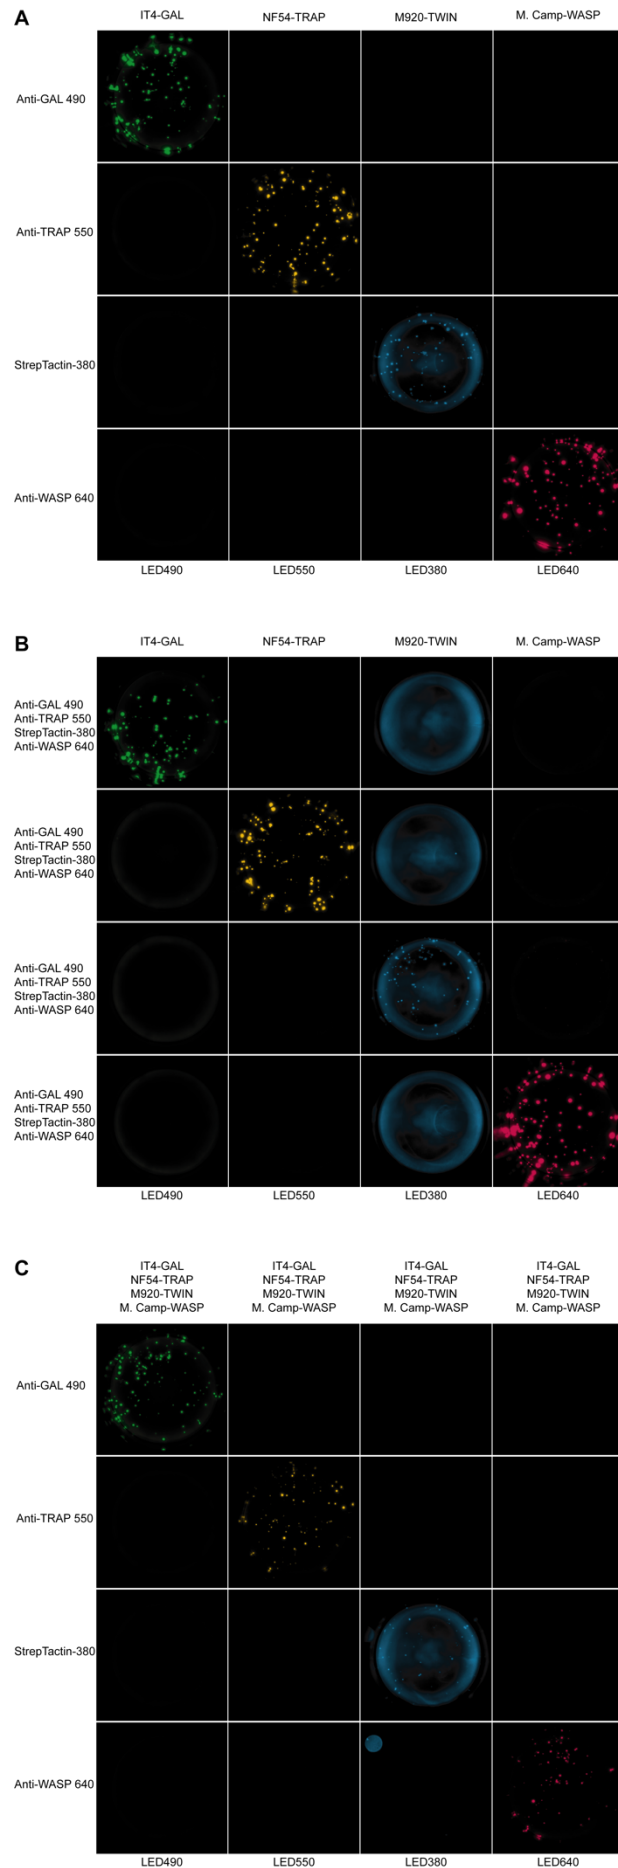 A
IT4-GAL NF54-TRAP M920-TWIN M. Camp-WASP
Anti-GAL 490
Anti-TRAP 550
StrepTactin-380
Anti-WASP 640
LED490 LED550 LED380 LED640
B
IT4-GAL NF54-TRAP M920-TWIN M. Camp-WASP
Anti-GAL 490
Anti-TRAP 550
StrepTactin-380
Anti-WASP 640
Anti-GAL 490
Anti-TRAP 550
StrepTactin-380
Anti-WASP 640
Anti-GAL 490
Anti-TRAP 550
StrepTactin-380
Anti-WASP 640
Anti-GAL 490
Anti-TRAP 550
StrepTactin-380
Anti-WASP 640
LED490 LED550 LED380 LED640
C
IT4-GAL IT4-GAL IT4-GAL IT4-GAL
NF54-TRAP NF54-TRAP NF54-TRAP NF54-TRAP
M920-TWIN M920-TWIN M920-TWIN M920-TWIN
M. Camp-WASP M. Camp-WASP M. Camp-WASP M. Camp-WASP
Anti-GAL 490
Anti-TRAP 550
StrepTactin-380
Anti-WASP 640
LED490 LED550 LED380 LED640